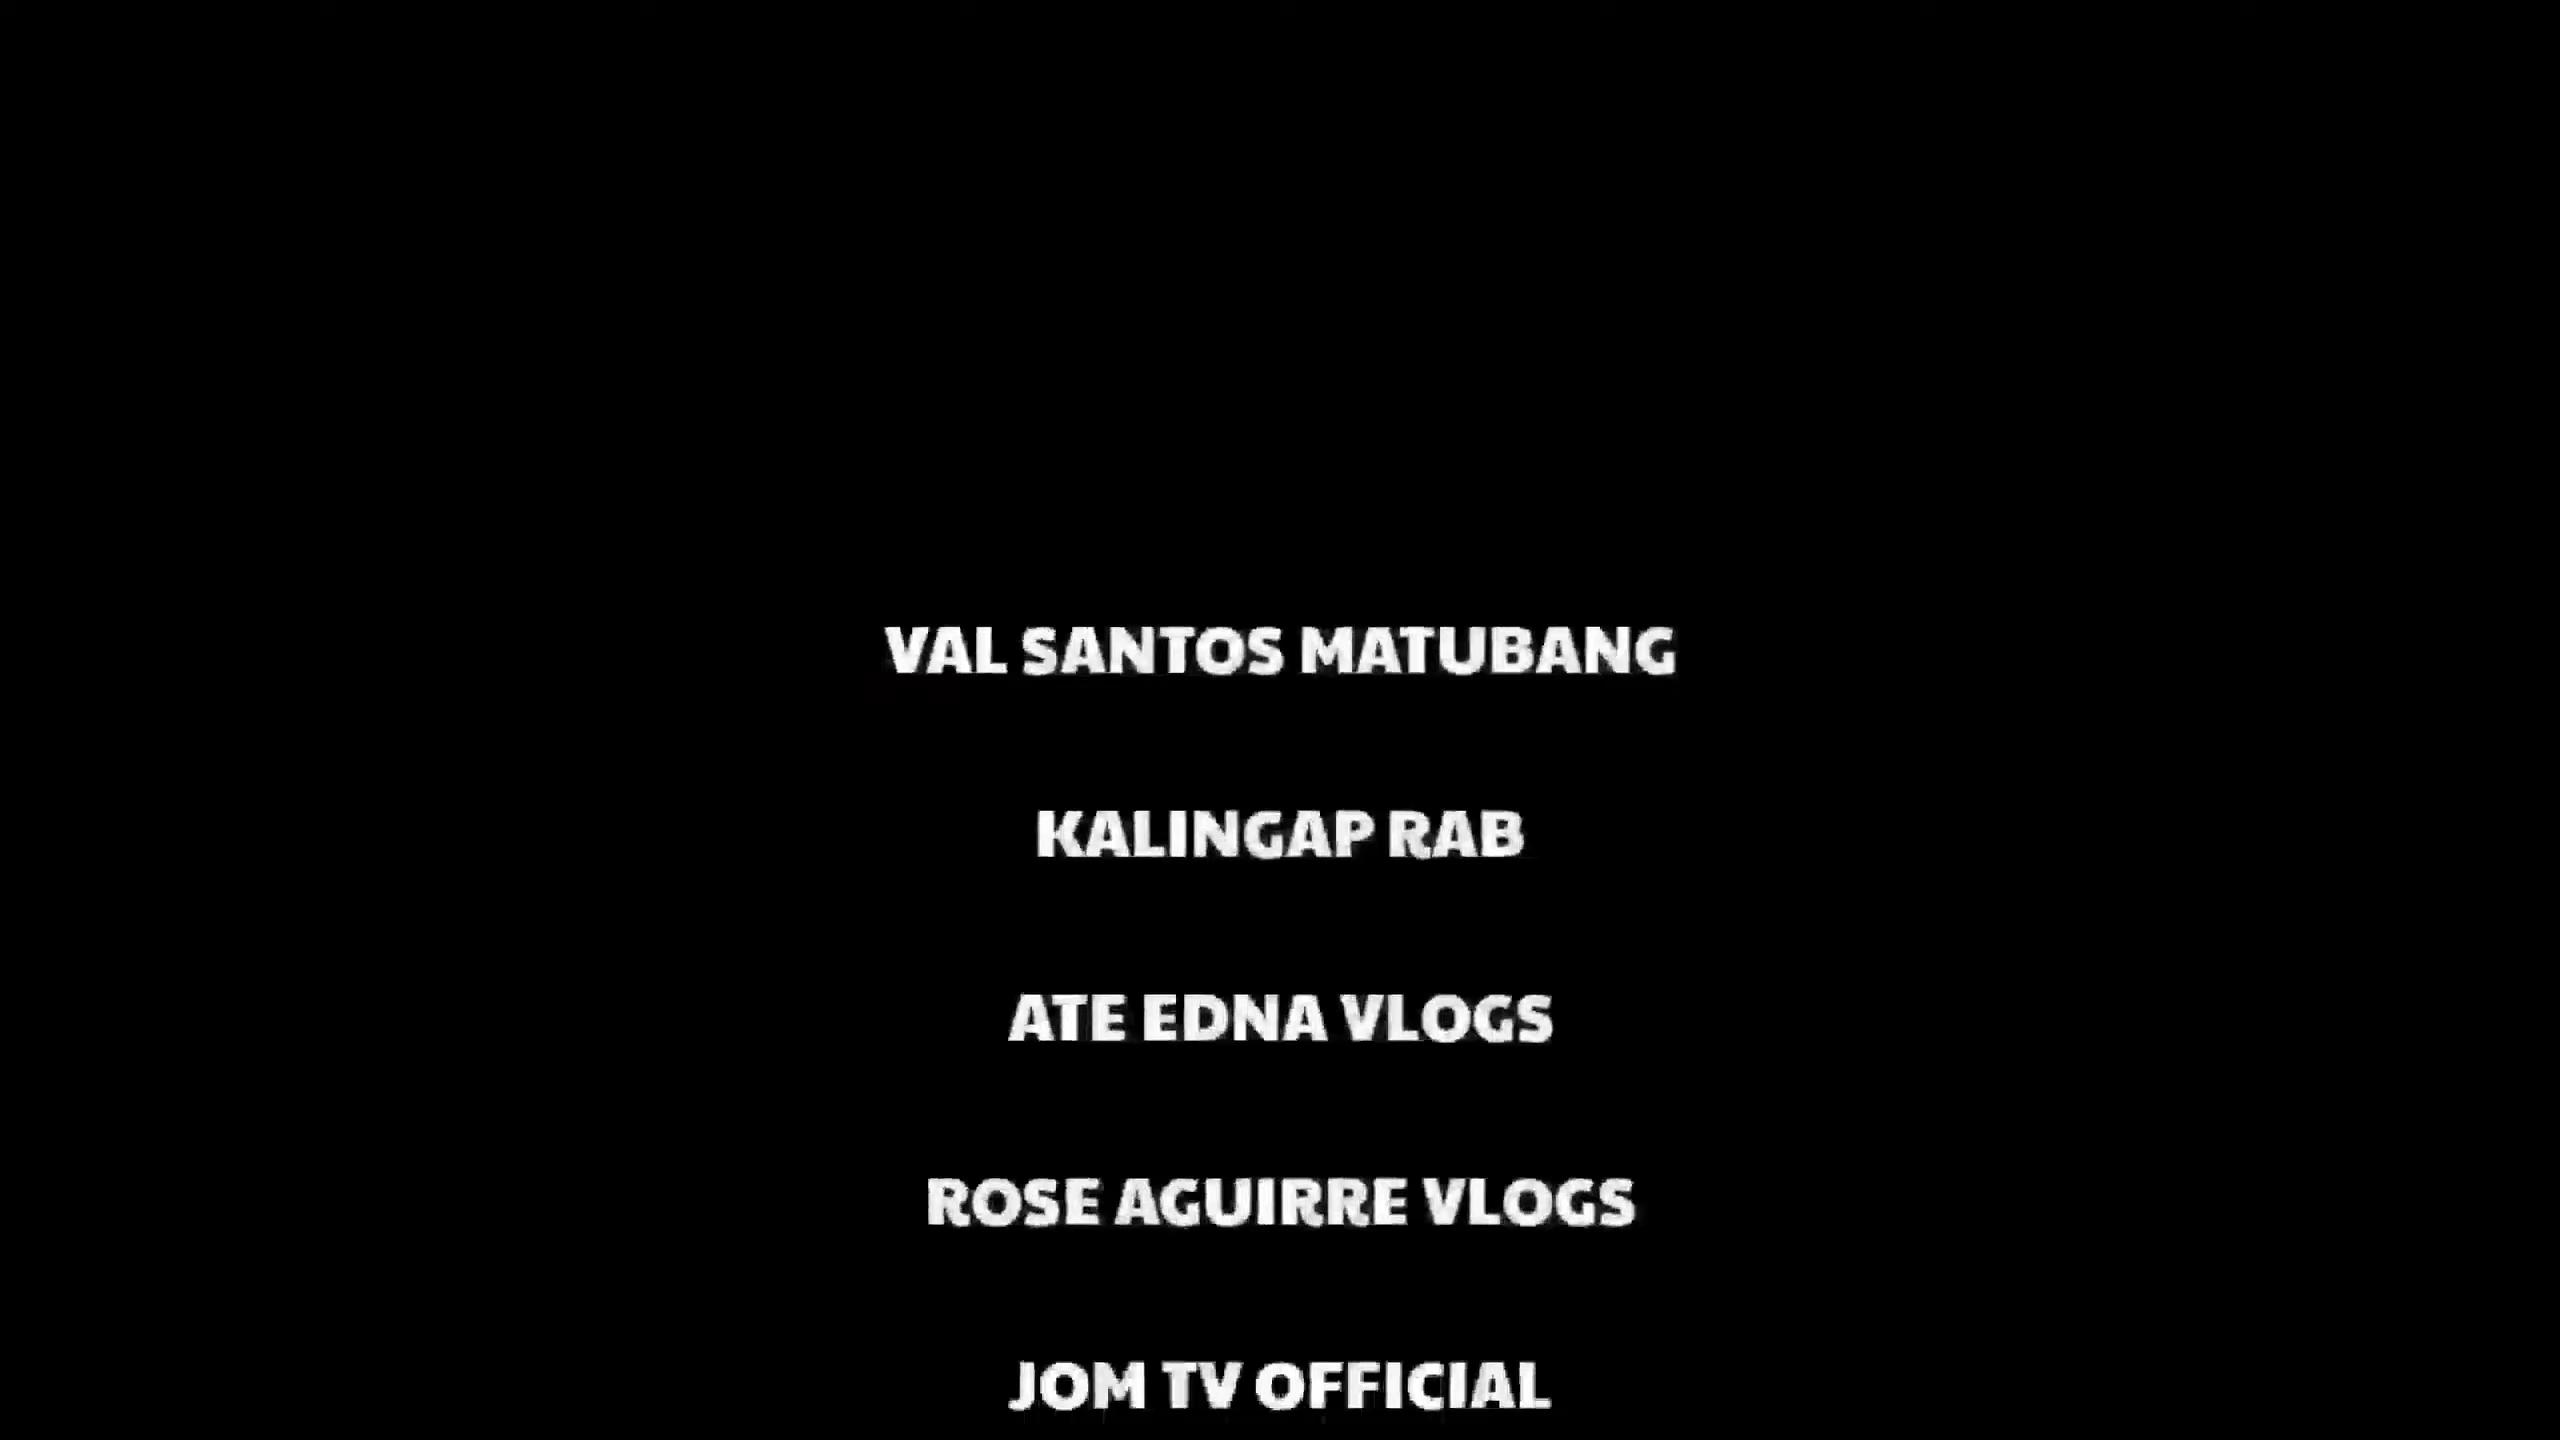 VAL SANTOS MATUBANG
KALINGAP RAB
ATE EDNA VLOGS
ROSE AGUIRRE VLOGS
JOM TV OFFICIAL